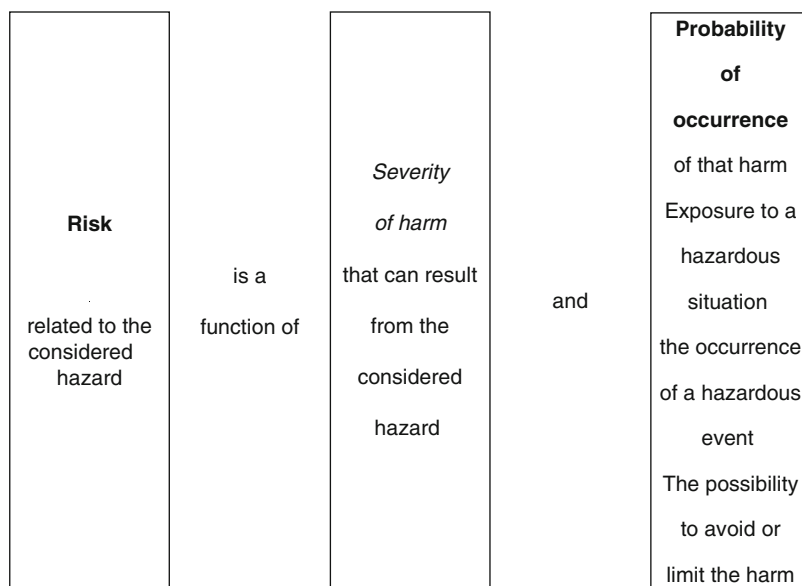 Risk
related to the
considered
hazard
is a
function of
Severity
of harm
that can result
from the
considered
hazard
and
Probability
of
occurrence
of that harm
Exposure to a
hazardous
situation
the occurrence
of a hazardous
event
The possibility
to avoid or
limit the harm